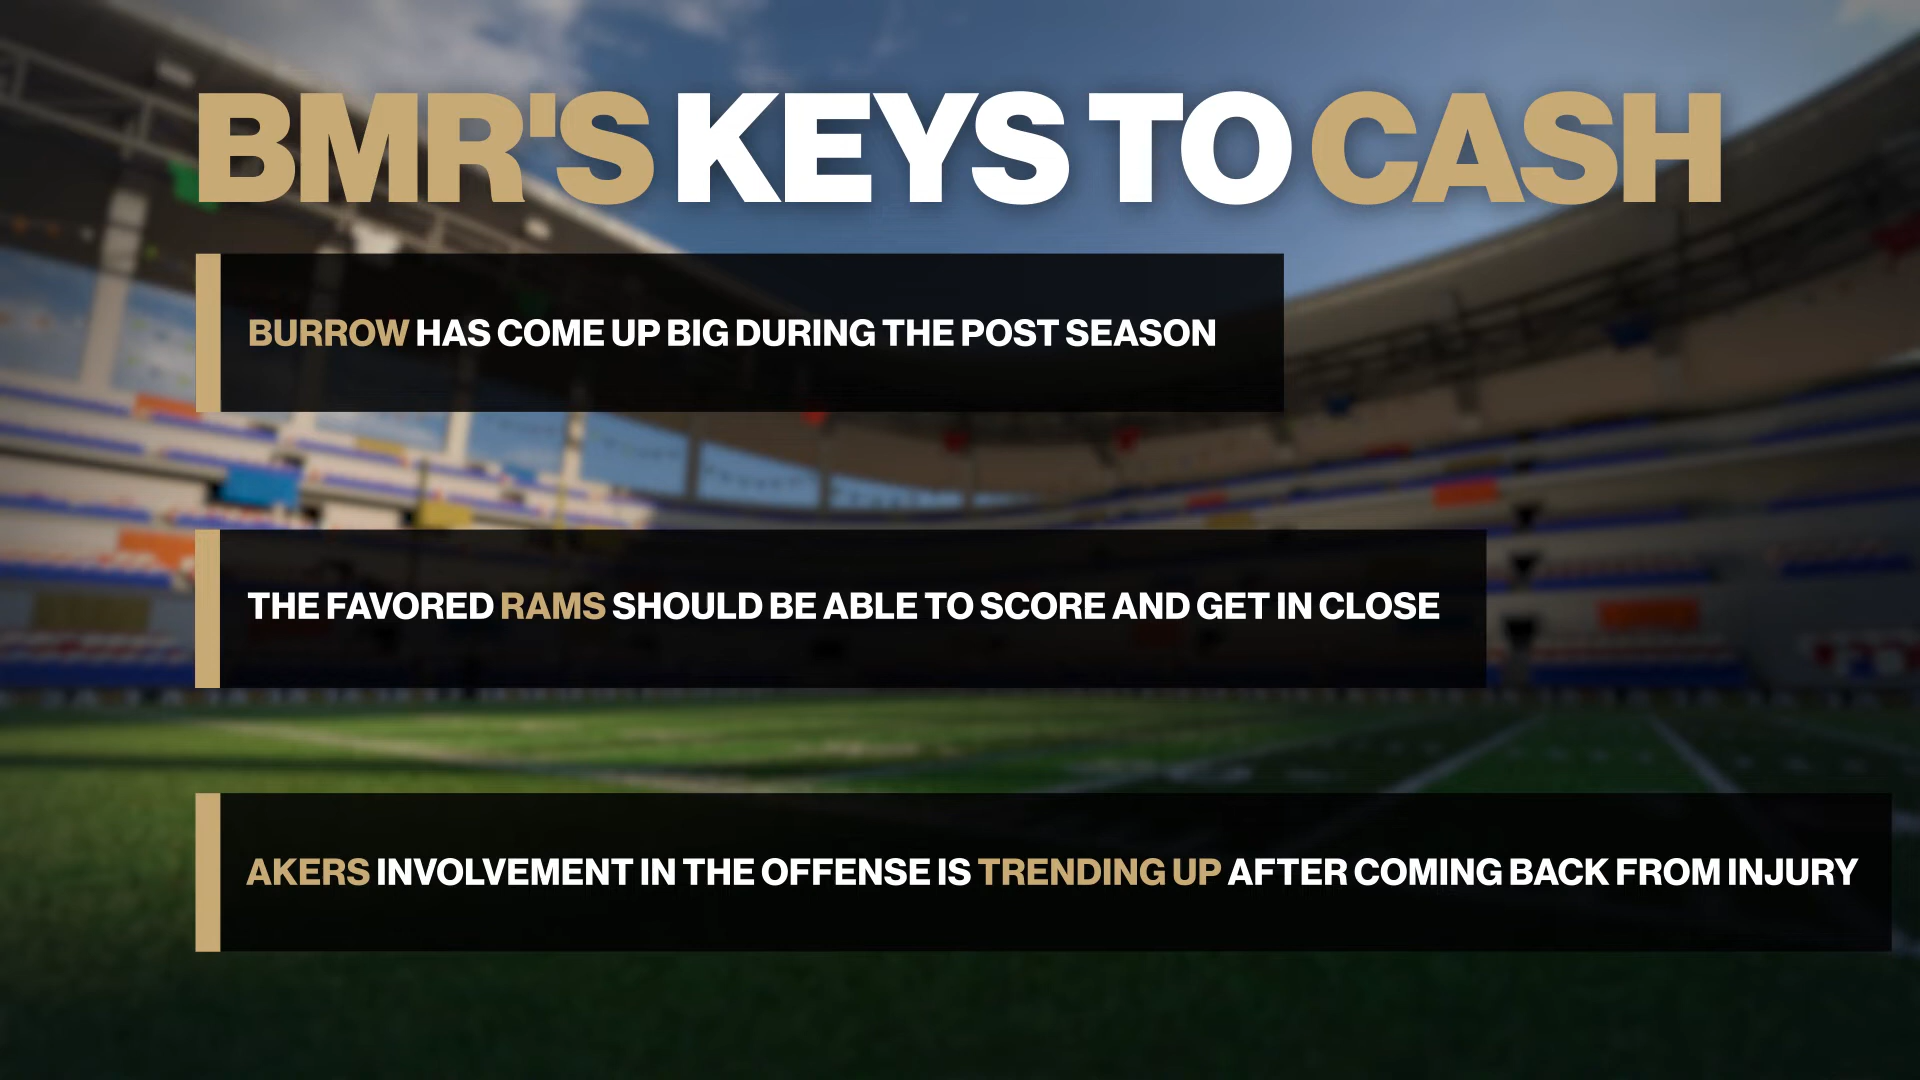 BMR'S KEYS TO CASH
BURROW HAS COME UP BIG DURING THE POST SEASON
THE FAVORED RAMS SHOULD BE ABLE TO SCORE AND GET IN CLOSE
AKERS INVOLVEMENT IN THE OFFENSE IS TRENDING UP AFTER COMING BACK FROM INJURY